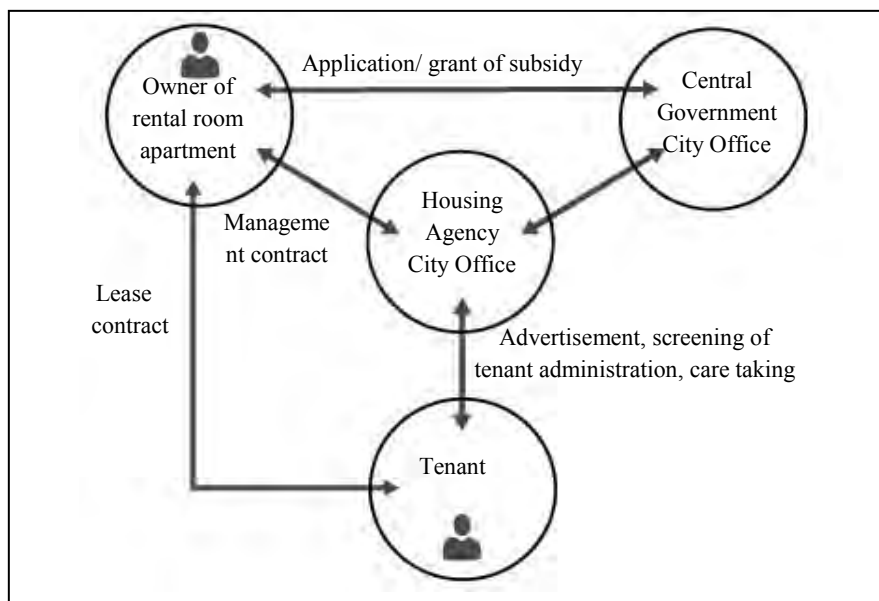 Application/ grant of subsidy
Owner of
rental room
apartment
Central
Government
City Office
Housing
Agency
City Office
Manageme
nt contract
Lease
contract
Advertisement, screening of
tenant administration, care taking
Tenant